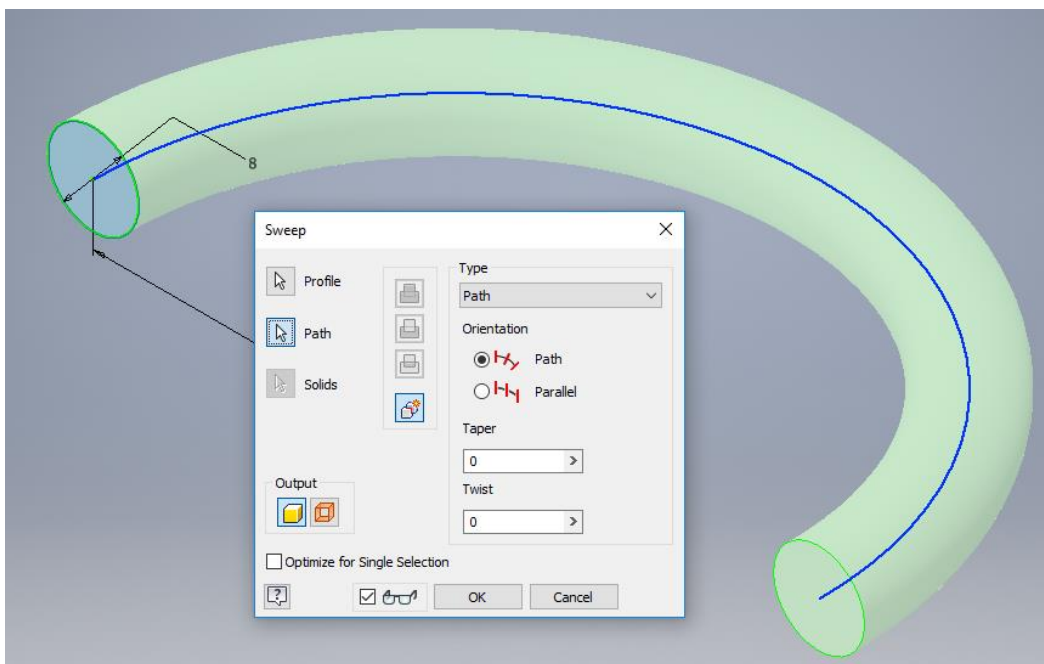 8
Sweep
Profile
Path
Solids
Output
Type
Path
Orientation
Path
Parallel
Taper
0
Twist
0
Optimize for Single Selection
OK
Cancel